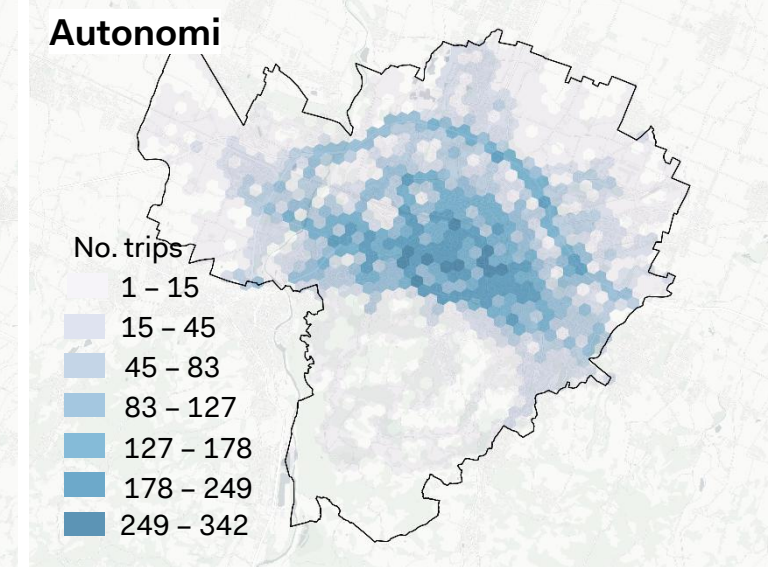 Autonomi
No. trips
1 – 15
15 – 45
45 – 83
83 – 127
127 – 178
178 – 249
249 – 342